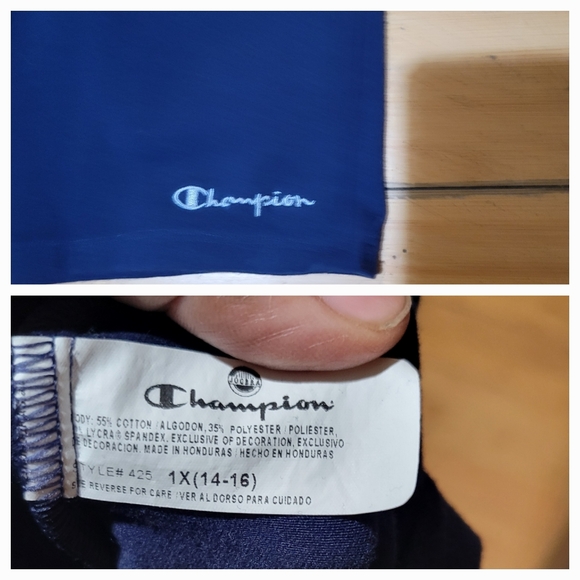 Champion
Champion
ODY: 55% COTTON / ALGODON, 35% POLYESTER / POLIESTER,
LYCRA® SPANDEX, EXCLUSIVE OF DECORATION, EXCLUSIVO
DE DECORACION. MADE IN HONDURAS / HECHO EN HONDURAS
TYLE# 425 1X(14-16)
SEE REVERSE FOR CARE / VER AL DORSO PARA CUIDADO